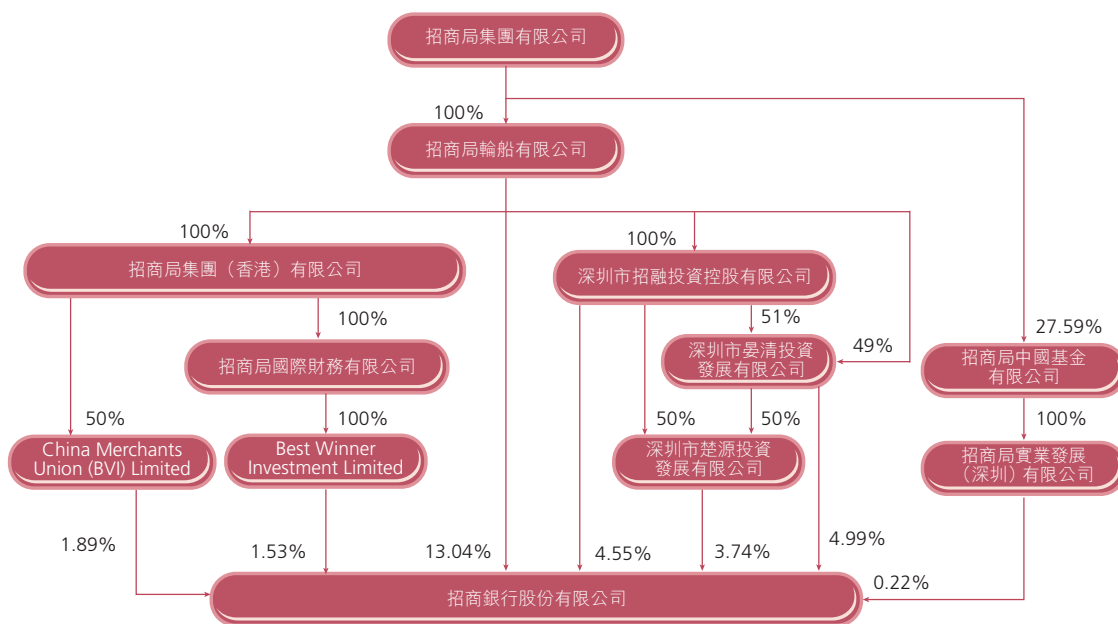 招商局集團有限公司
100%
招商局輪船有限公司
100%
100%
招商局集團（香港）有限公司
深圳市招融投資控股有限公司
100%
51%
27.59%
招商局國際財務有限公司
深圳市晏清投資
發展有限公司
49%
招商局中國基金
有限公司
50%
100%
50%
50%
100%
China Merchants
Union (BVI) Limited
Best Winner
Investment Limited
深圳市楚源投資
發展有限公司
招商局實業發展
（深圳）有限公司
1.89%
1.53%
13.04%
4.55%
3.74%
4.99%
0.22%
招商銀行股份有限公司